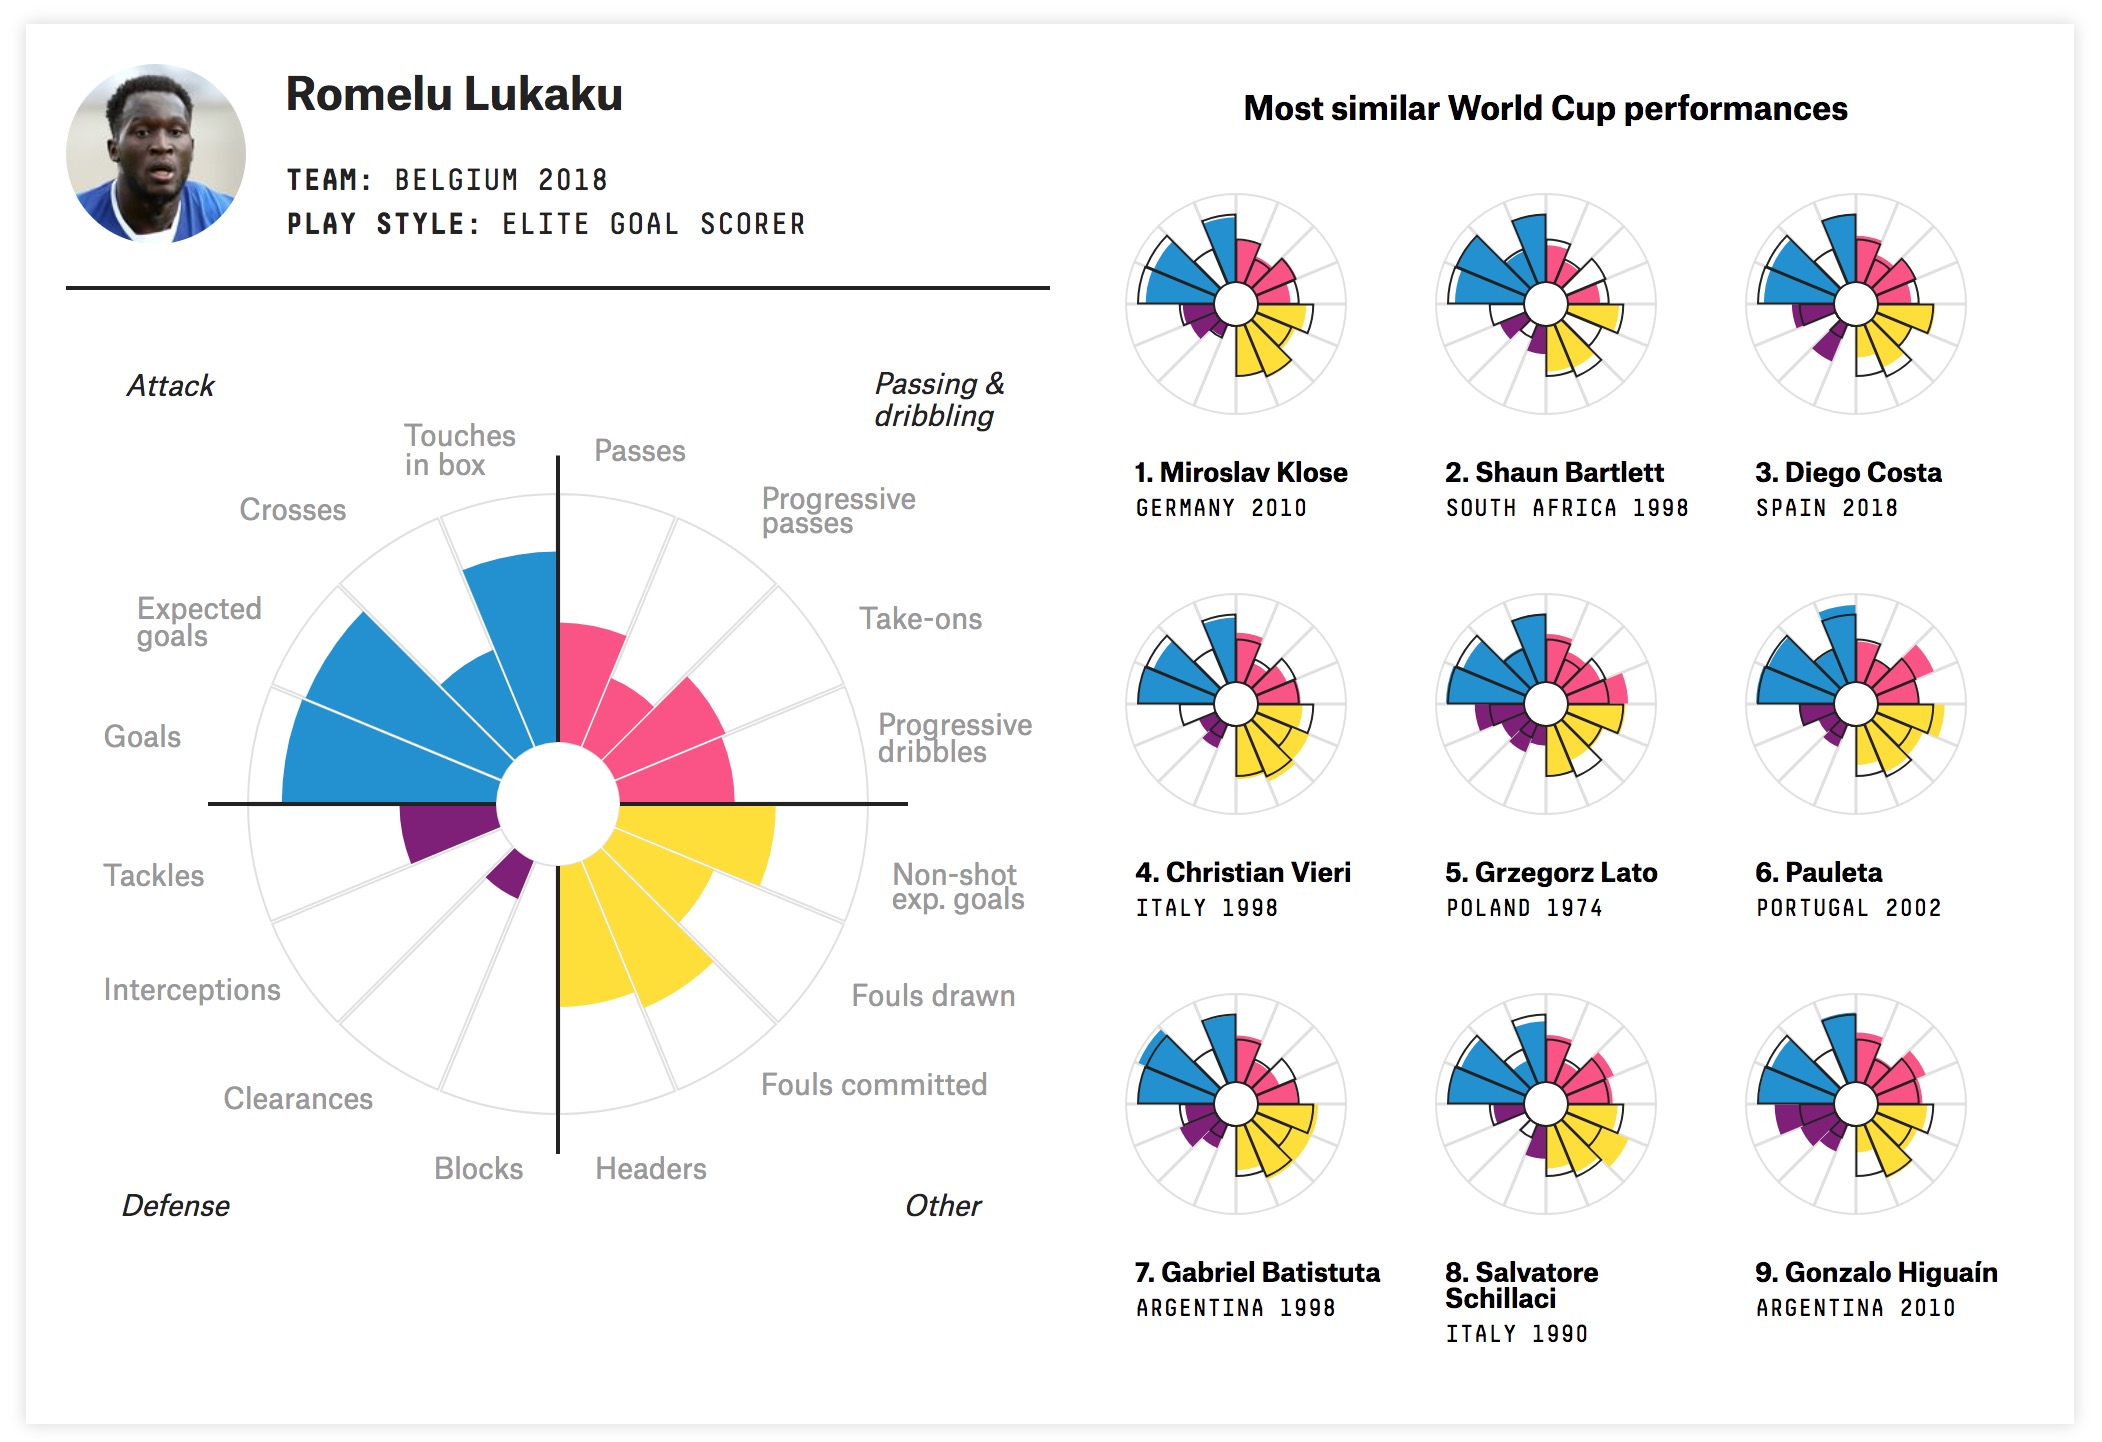 Romelu Lukaku
TEAM: BELGIUM 2018
PLAY STYLE: ELITE GOAL SCORER
Attack
Passing &
dribbling
Touches
in box
Passes
Crosses
Progressive
passes
Expected
goals
Take-ons
Goals
Progressive
dribbles
Tackles
Non-shot
exp. goals
Interceptions
Fouls drawn
Clearances
Fouls committed
Blocks
Headers
Defense
Other
Most similar World Cup performances
1. Miroslav Klose
GERMANY 2010
2. Shaun Bartlett
SOUTH AFRICA 1998
3. Diego Costa
SPAIN 2018
4. Christian Vieri
ITALY 1998
5. Grzegorz Lato
POLAND 1974
6. Pauleta
PORTUGAL 2002
7. Gabriel Batistuta
ARGENTINA 1998
8. Salvatore
Schillaci
ITALY 1990
9. Gonzalo Higuaín
ARGENTINA 2010